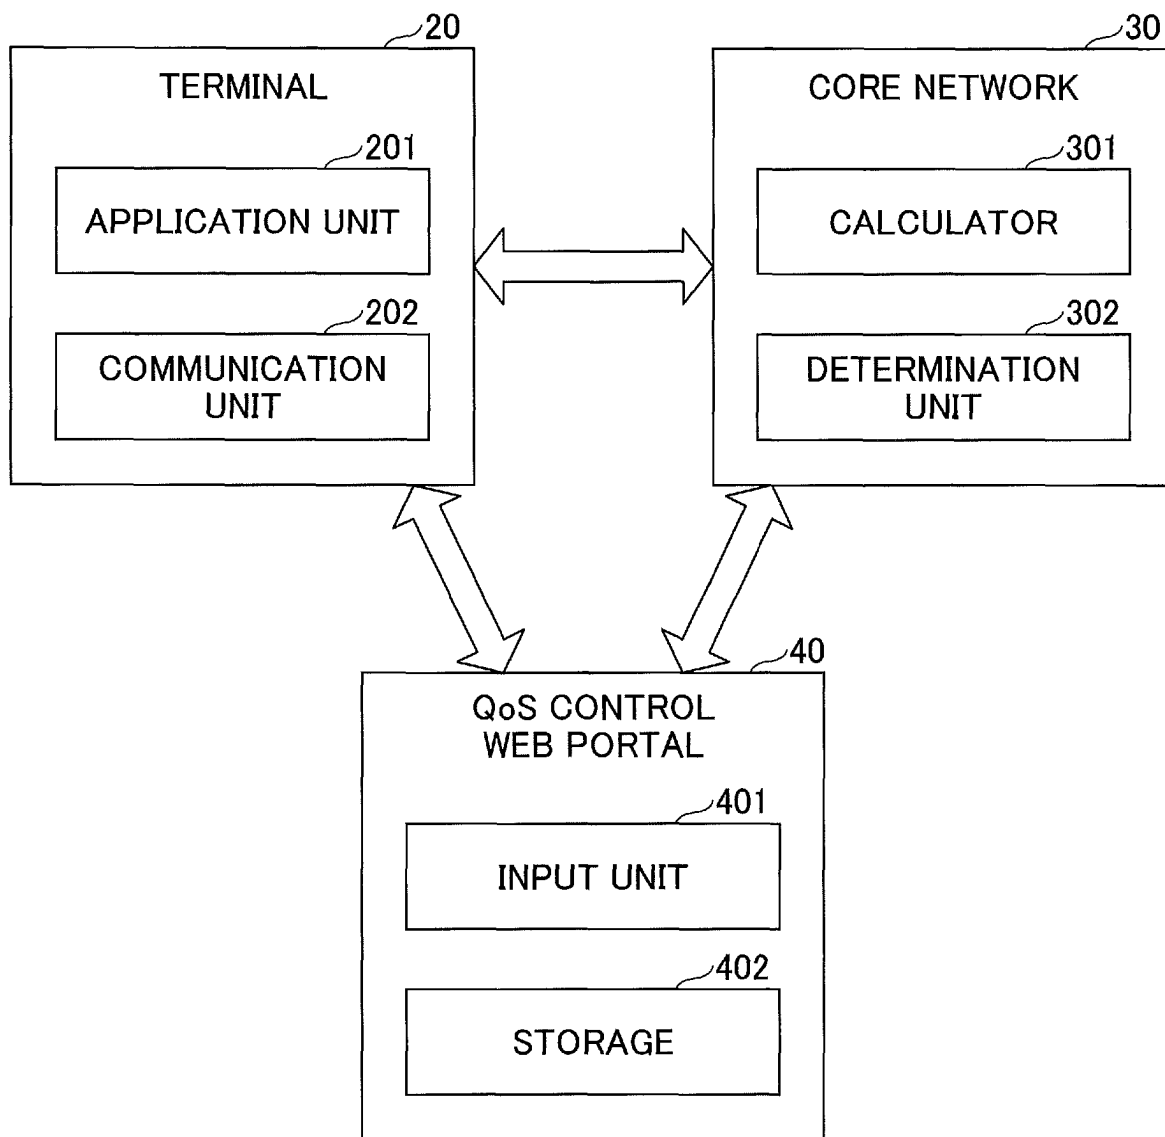 20
TERMINAL
201
APPLICATION UNIT
202
COMMUNICATION
UNIT
30
CORE NETWORK
301
CALCULATOR
302
DETERMINATION
UNIT
40
QoS CONTROL
WEB PORTAL
401
INPUT UNIT
402
STORAGE